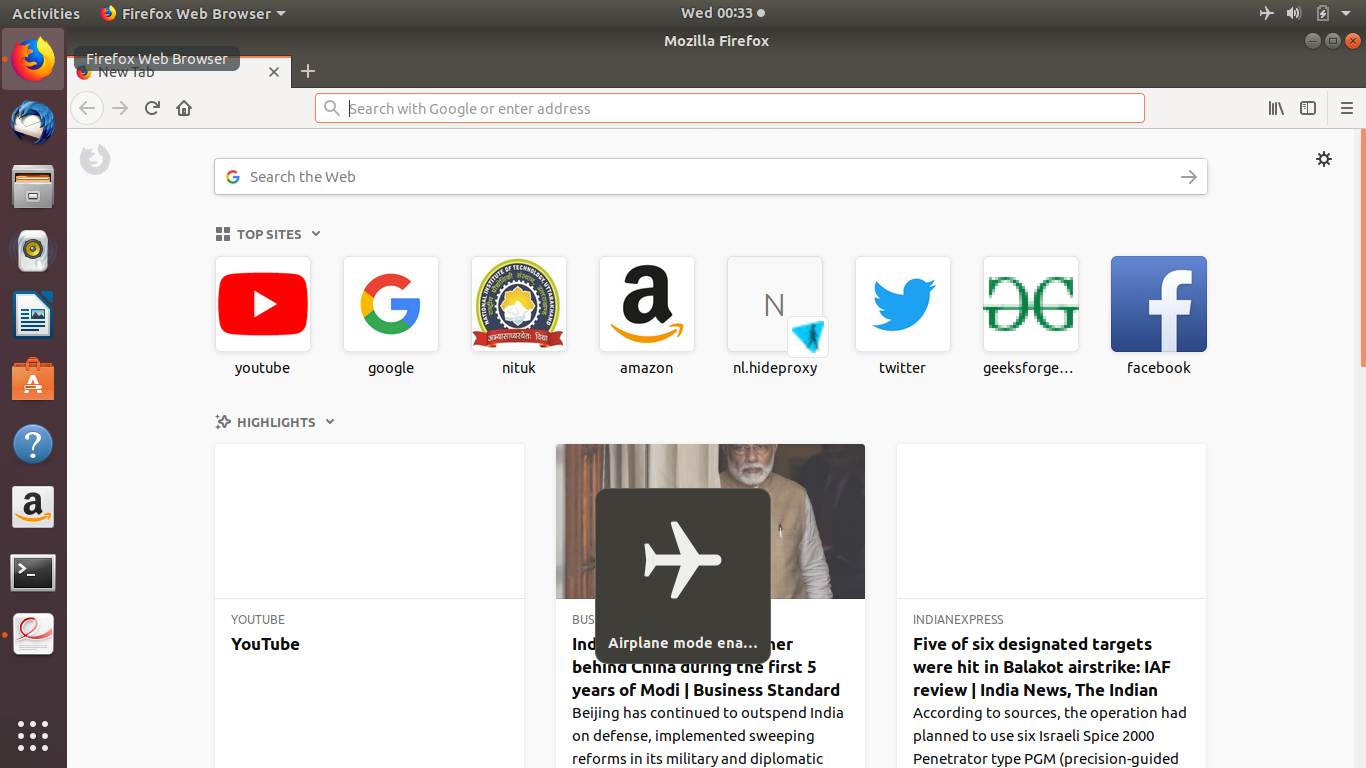 Activities
Firefox Web Browser
Wed 00:33
Mozilla Firefox
Firefox Web Browser
New Tab
Search with Google or enter address
Search the Web
TOP SITES
youtube
google
nituk
amazon
N
nl.hideproxy
twitter
geeksforge…
facebook
HIGHLIGHTS
YOUTUBE
YouTube
BUS
Ind
her
behind China during the first 5
years of Modi | Business Standard
Beijing has continued to outspend India
on defense, implemented sweeping
reforms in its military and diplomatic
Airplane mode ena…
INDIANEXPRESS
Five of six designated targets
were hit in Balakot airstrike: IAF
review | India News, The Indian
According to sources, the operation had
planned to use six Israeli Spice 2000
Penetrator type PGM (precision-guided